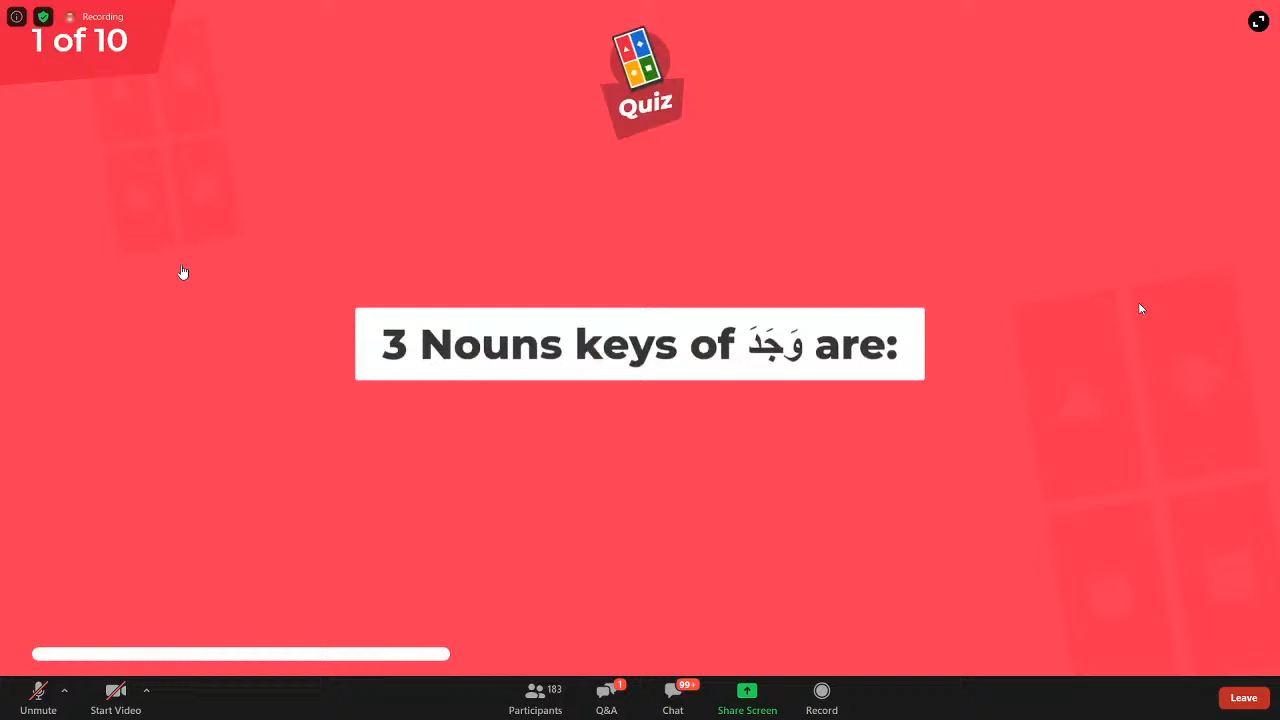 Recording
1 of 10
Quiz
3 Nouns keys of وَجَدَ are:
Unmute
Start Video
183
Participants
1
Q&A
99+
Chat
Share Screen
Record
Leave